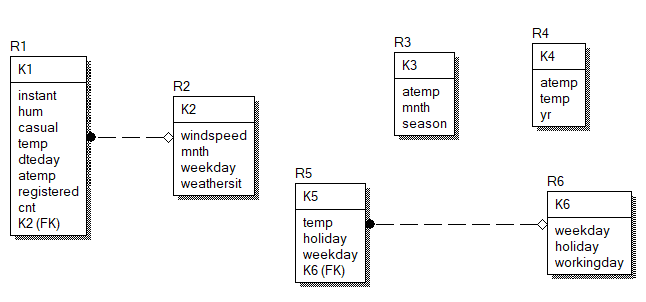 R1
K1
instant
hum
casual
temp
dteday
atemp
registered
cnt
K2 (FK)
R2
K2
windspeed
mnth
weekday
weathersit
R3
K3
atemp
mnth
season
R4
K4
atemp
temp
yr
R5
K5
temp
holiday
weekday
K6 (FK)
R6
K6
weekday
holiday
workingday